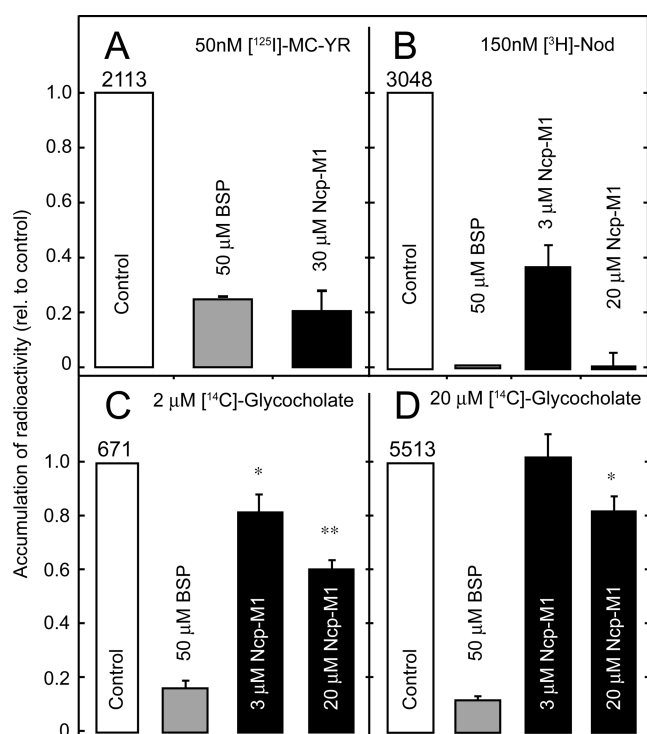 A
50nM [¹²⁵I]-MC-YR
2113
1.0
0.8
0.6
0.4
0.2
0
Control
50 µM BSP
30 µM Ncp-M1
B
150nM [³H]-Nod
3048
Control
50 µM BSP
3 µM Ncp-M1
20 µM Ncp-M1
Accumulation of radioactivity (rel. to control)
C
2 µM [¹⁴C]-Glycocholate
671
1.0
0.8
0.6
0.4
0.2
0
Control
50 µM BSP
*
3 µM Ncp-M1
**
20 µM Ncp-M1
D
20 µM [¹⁴C]-Glycocholate
5513
Control
50 µM BSP
3 µM Ncp-M1
*
20 µM Ncp-M1